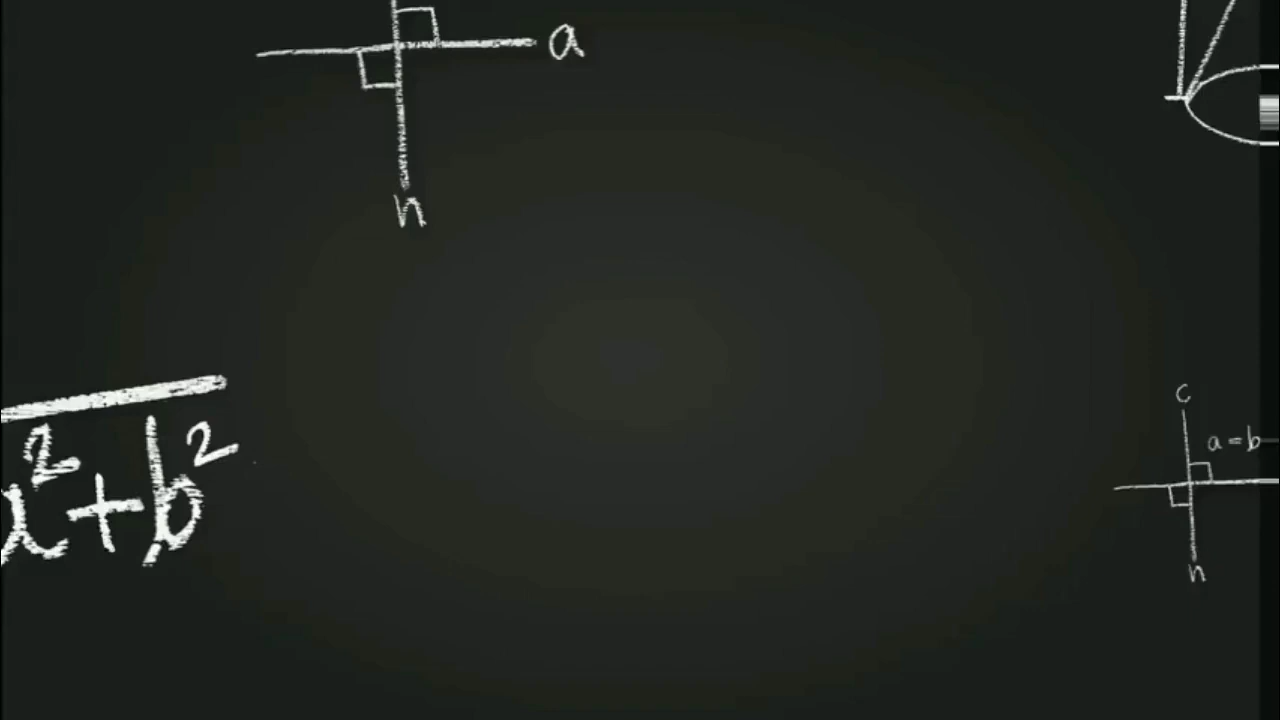 a
n
c
a = b
a² + b²
n